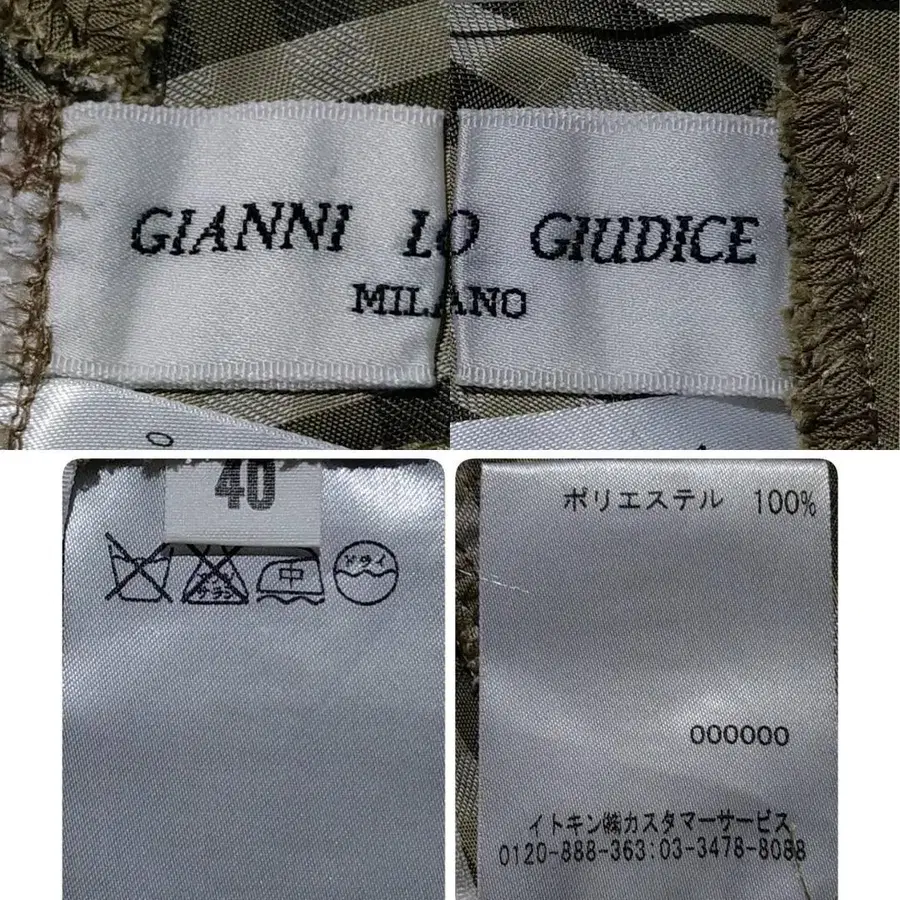 GIANNI LO GIUDICE
MILANO
40
中
ドライ
ポリエステル 100%
000000
イトキン㈱カスタマーサービス
0120-888-363:03-3478-8088